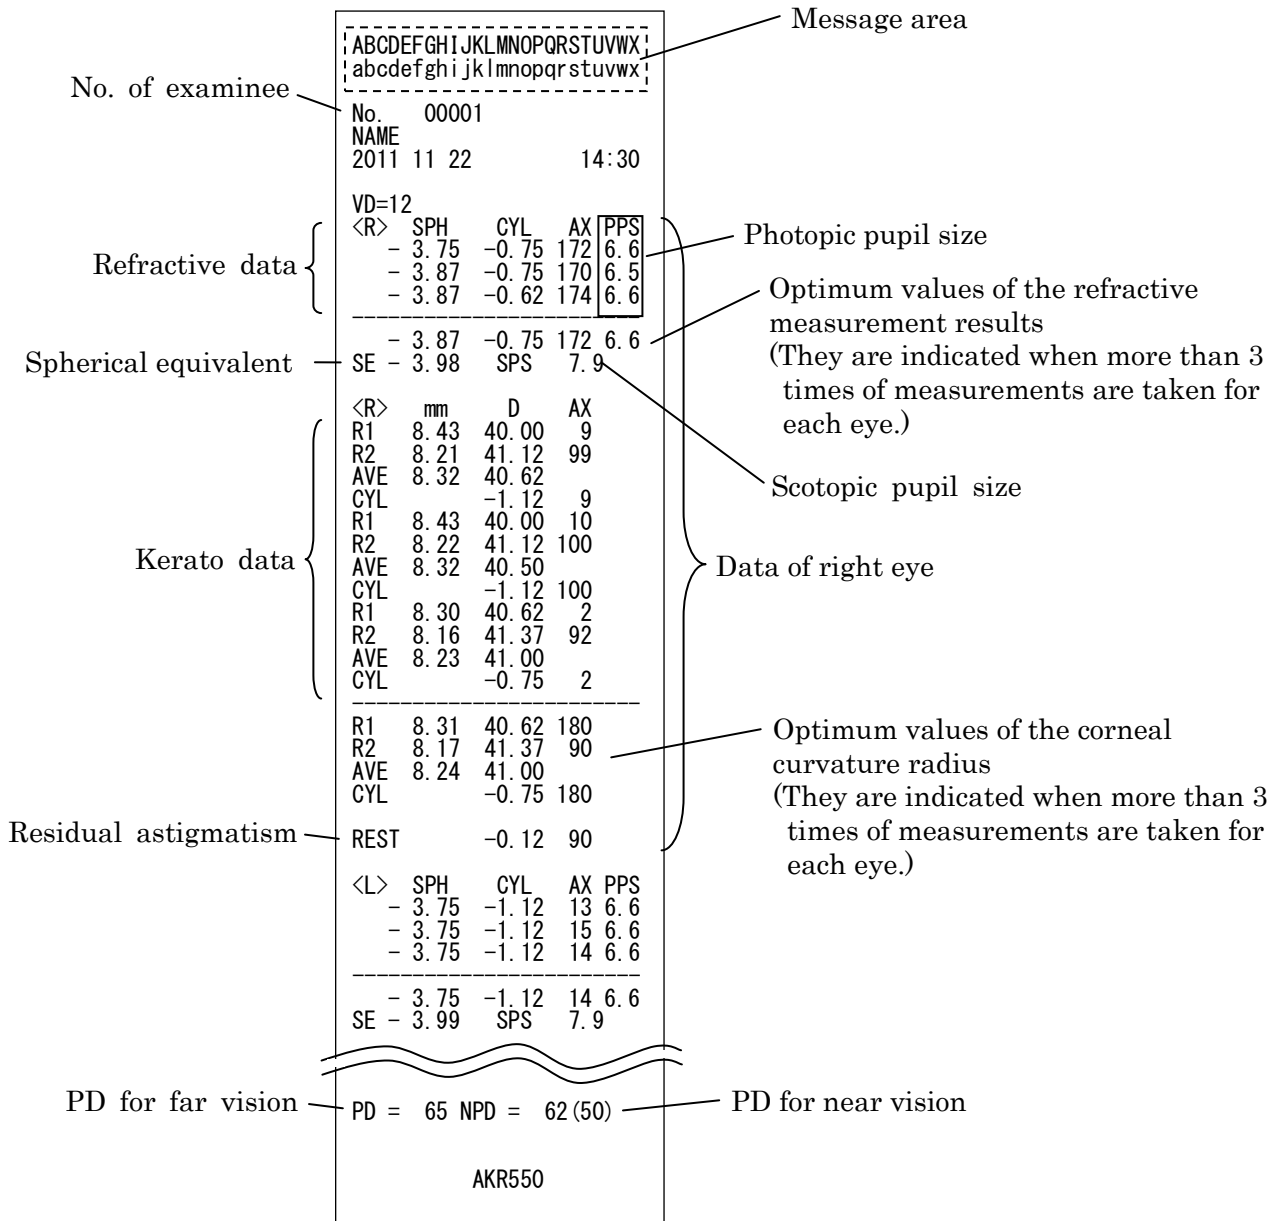 Message area
ABCDEFGHIJKLMNOPQRSTUVWX
abcdefghijklmnopqrstuvwx
No. of examinee
No. 00001
NAME
2011 11 22 14:30
VD=12
<R> SPH CYL AX PPS
- 3.75 -0.75 172 6.6
- 3.87 -0.75 170 6.5
- 3.87 -0.62 174 6.6
Refractive data
Photopic pupil size
- 3.87 -0.75 172 6.6
SE - 3.98 SPS 7.9
Spherical equivalent
Optimum values of the refractive
measurement results
(They are indicated when more than 3
times of measurements are taken for
each eye.)
Scotopic pupil size
<R> mm D AX
R1 8.43 40.00 9
R2 8.21 41.12 99
AVE 8.32 40.62
CYL -1.12 9
R1 8.43 40.00 10
R2 8.22 41.12 100
AVE 8.32 40.50
CYL -1.12 100
R1 8.30 40.62 2
R2 8.16 41.37 92
AVE 8.23 41.00
CYL -0.75 2
Kerato data
Data of right eye
R1 8.31 40.62 180
R2 8.17 41.37 90
AVE 8.24 41.00
CYL -0.75 180
Optimum values of the corneal
curvature radius
(They are indicated when more than 3
times of measurements are taken for
each eye.)
Residual astigmatism
REST -0.12 90
<L> SPH CYL AX PPS
- 3.75 -1.12 13 6.6
- 3.75 -1.12 15 6.6
- 3.75 -1.12 14 6.6
- 3.75 -1.12 14 6.6
SE - 3.99 SPS 7.9
PD for far vision
PD = 65 NPD = 62(50)
PD for near vision
AKR550